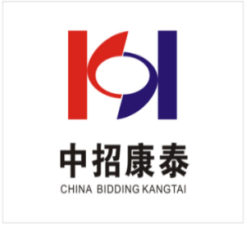 中招康泰
CHINA BIDDING KANGTAI